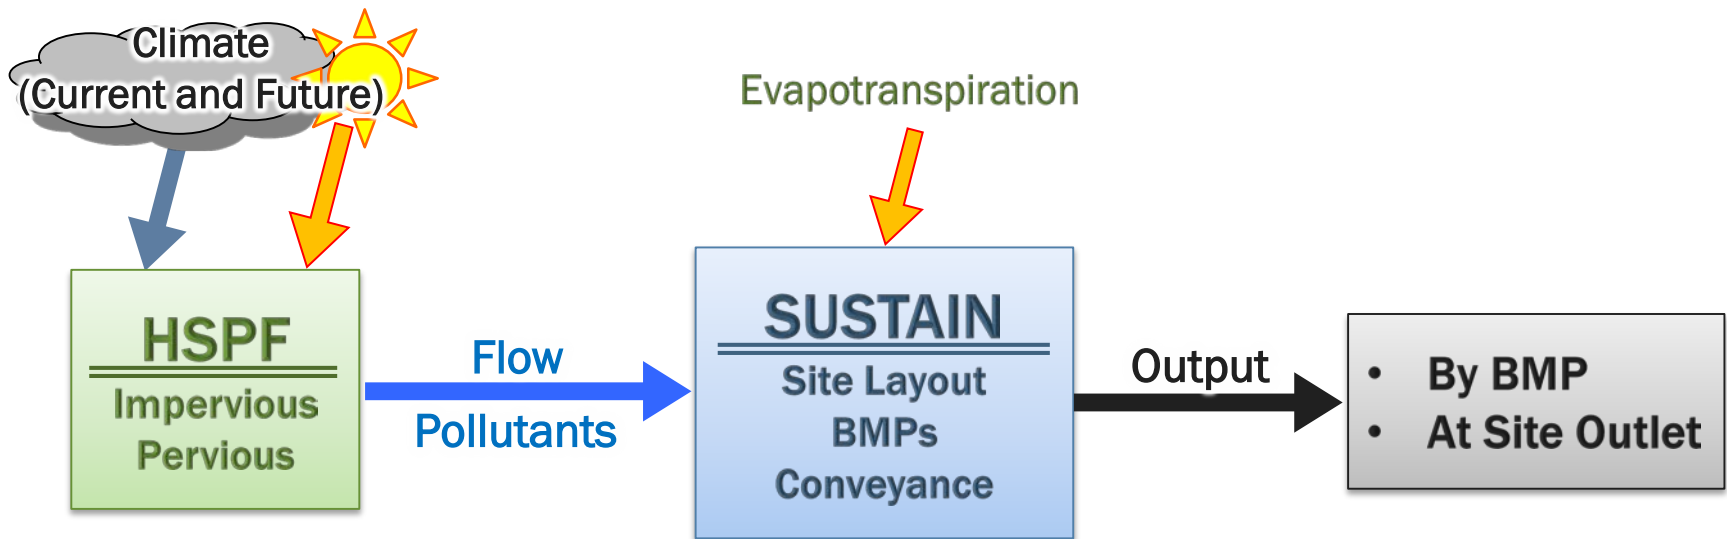 Climate
(Current and Future)
Evapotranspiration
HSPF
Impervious
Pervious
Flow
Pollutants
SUSTAIN
Site Layout
BMPs
Conveyance
Output
• By BMP
• At Site Outlet